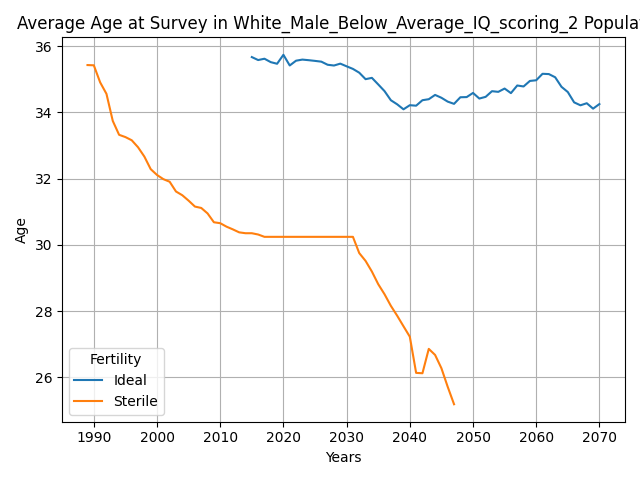 Average Age at Survey in White_Male_Below_Average_IQ_scoring_2 Popula
36
34
32
30
28
26
Age
Fertility
Ideal
Sterile
1990 2000 2010 2020 2030 2040 2050 2060 2070
Years